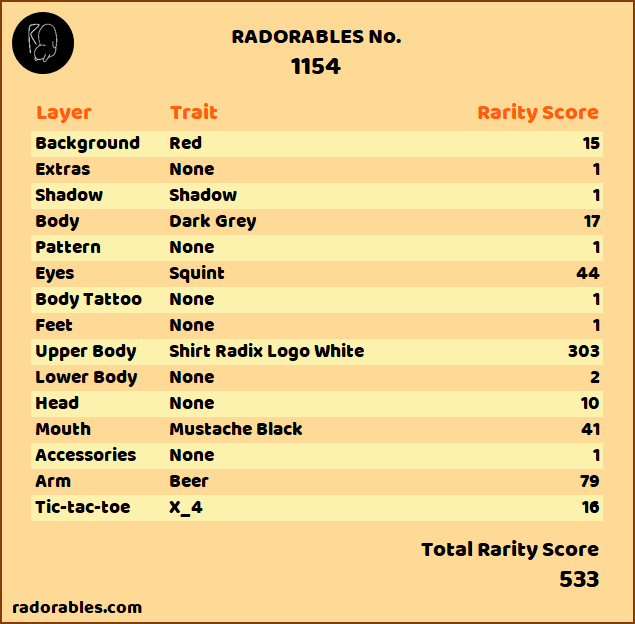 RADORABLES No.
1154
Layer Trait Rarity Score
Background Red 15
Extras None 1
Shadow Shadow 1
Body Dark Grey 17
Pattern None 1
Eyes Squint 44
Body Tattoo None 1
Feet None 1
Upper Body Shirt Radix Logo White 303
Lower Body None 2
Head None 10
Mouth Mustache Black 41
Accessories None 1
Arm Beer 79
Tic-tac-toe X_4 16
Total Rarity Score
533
radorables.com